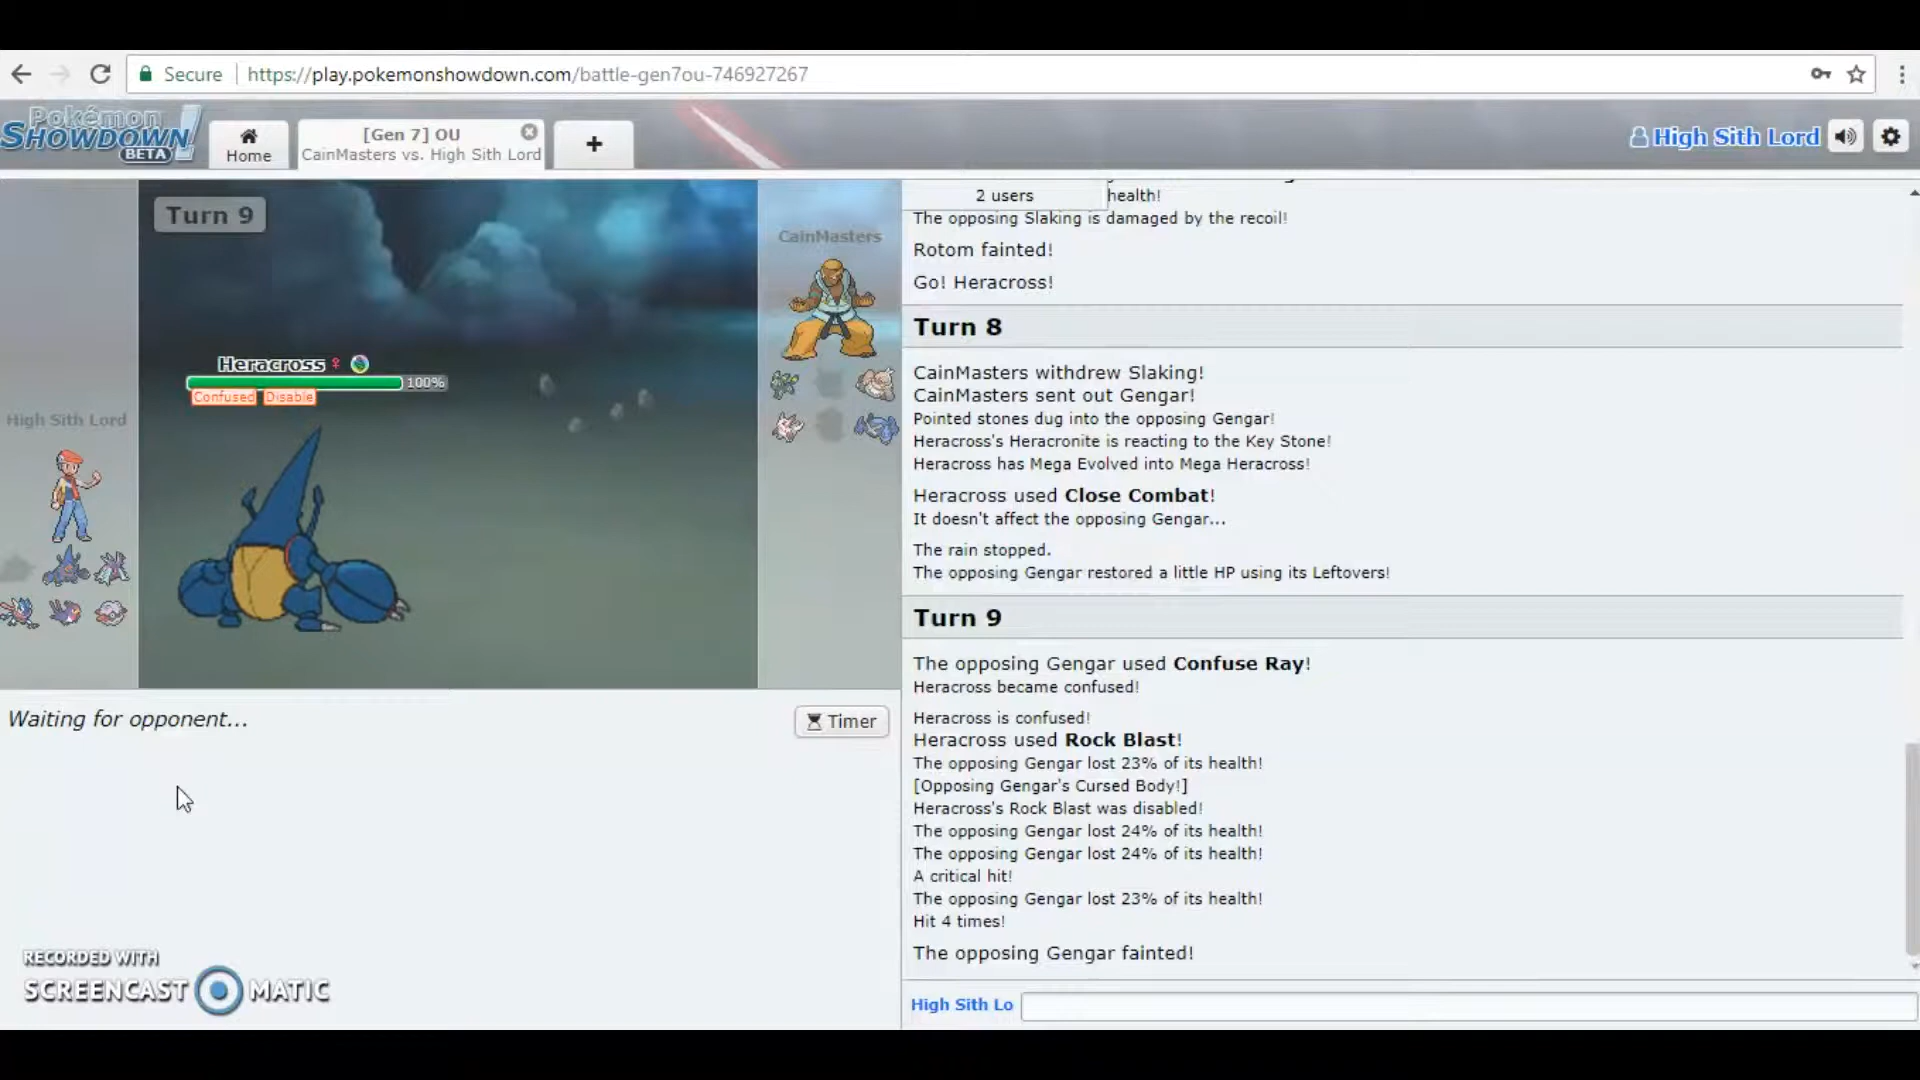 Secure https://play.pokemonshowdown.com/battle-gen7ou-746927267
Pokémon
SHOWDOWN!
BETA
Home
[Gen 7] OU
CainMasters vs. High Sith Lord
+
High Sith Lord
Turn 9
CainMasters
Heracross ♀
100%
Confused Disable
High Sith Lord
2 users
health!
The opposing Slaking is damaged by the recoil!
Rotom fainted!
Go! Heracross!
Turn 8
CainMasters withdrew Slaking!
CainMasters sent out Gengar!
Pointed stones dug into the opposing Gengar!
Heracross's Heracronite is reacting to the Key Stone!
Heracross has Mega Evolved into Mega Heracross!
Heracross used Close Combat!
It doesn't affect the opposing Gengar...
The rain stopped.
The opposing Gengar restored a little HP using its Leftovers!
Turn 9
The opposing Gengar used Confuse Ray!
Heracross became confused!
Heracross is confused!
Heracross used Rock Blast!
The opposing Gengar lost 23% of its health!
[Opposing Gengar's Cursed Body!]
Heracross's Rock Blast was disabled!
The opposing Gengar lost 24% of its health!
The opposing Gengar lost 24% of its health!
A critical hit!
The opposing Gengar lost 23% of its health!
Hit 4 times!
The opposing Gengar fainted!
High Sith Lo
Waiting for opponent...
Timer
RECORDED WITH
SCREENCAST MATIC